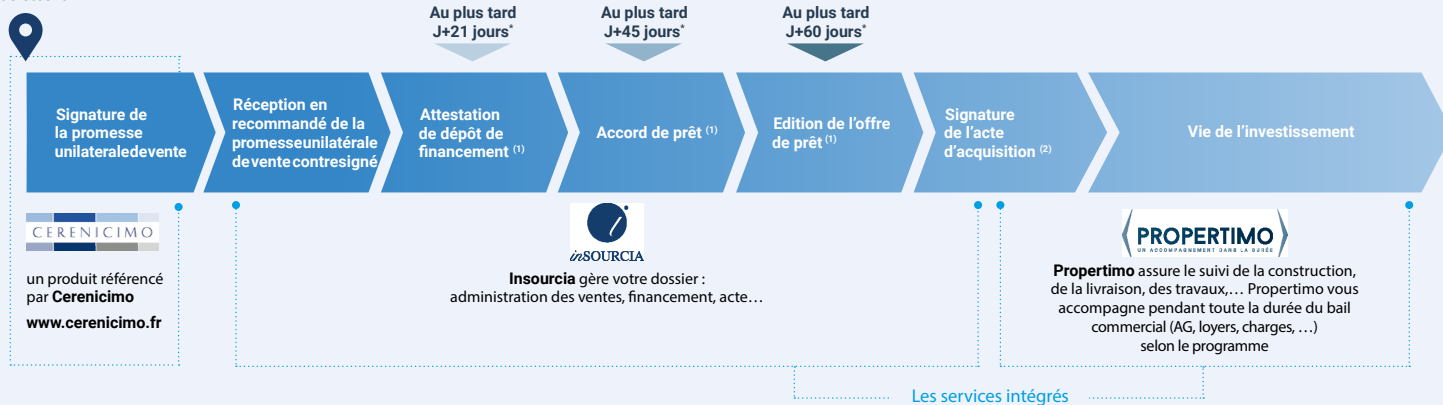 Au plus tard
J+21 jours*
Au plus tard
J+45 jours*
Au plus tard
J+60 jours*
Signature de
la promesse
unilateraledevente
Réception en
recommandé de la
promesseunilatérale
devente contresigné
Attestation
de dépôt de
financement (1)
Accord de prêt (1)
Edition de l'offre
de prêt (1)
Signature
de l'acte
d'acquisition (2)
Vie de l'investissement
CERENICIMO
un produit référencé
par Cerenicimo
www.cerenicimo.fr
inSOURCIA
Insourcia gère votre dossier :
administration des ventes, financement, acte…
PROPERTIMO
UN ACCOMPAGNEMENT DANS LA DURÉE
Propertimo assure le suivi de la construction,
de la livraison, des travaux,… Propertimo vous
accompagne pendant toute la durée du bail
commercial (AG, loyers, charges, …)
selon le programme
Les services intégrés